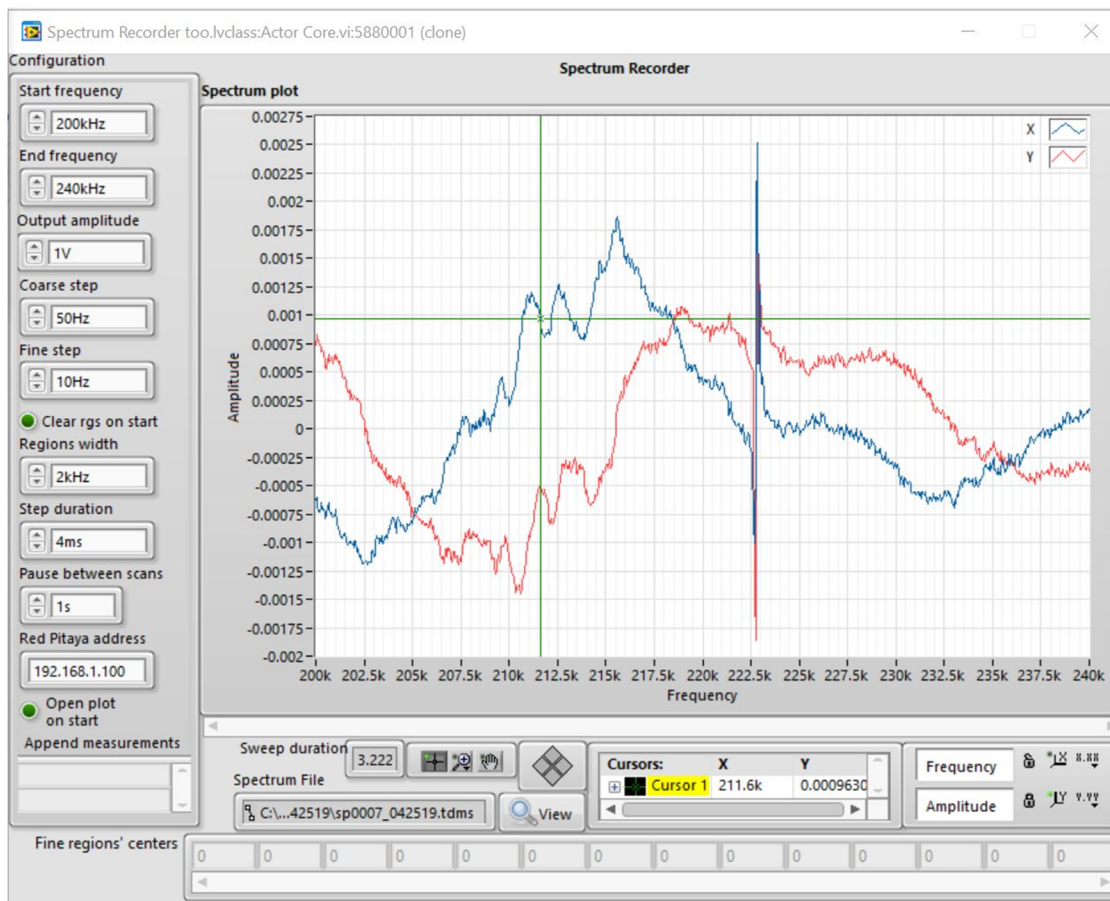 Spectrum Recorder too.lvclass:Actor Core.vi:5880001 (clone)
Configuration
Spectrum Recorder
Start frequency
200kHz
End frequency
240kHz
Output amplitude
1V
Coarse step
50Hz
Fine step
10Hz
Clear rgs on start
Regions width
2kHz
Step duration
4ms
Pause between scans
1s
Red Pitaya address
192.168.1.100
Open plot
on start
Append measurements
Spectrum plot
X
Y
Amplitude
0.00275
0.0025
0.00225
0.002
0.00175
0.0015
0.00125
0.001
0.00075
0.0005
0.00025
0
-0.00025
-0.0005
-0.00075
-0.001
-0.00125
-0.0015
-0.00175
-0.002
200k 202.5k 205k 207.5k 210k 212.5k 215k 217.5k 220k 222.5k 225k 227.5k 230k 232.5k 235k 237.5k 240k
Frequency
Sweep duration 3.222
Spectrum File
C:\...42519\sp0007_042519.tdms
View
Cursors: X Y
Cursor 1 211.6k 0.0009630
Frequency
X X.XX
Amplitude
Y Y.YY
Fine regions' centers
0 0 0 0 0 0 0 0 0 0 0 0 0 0